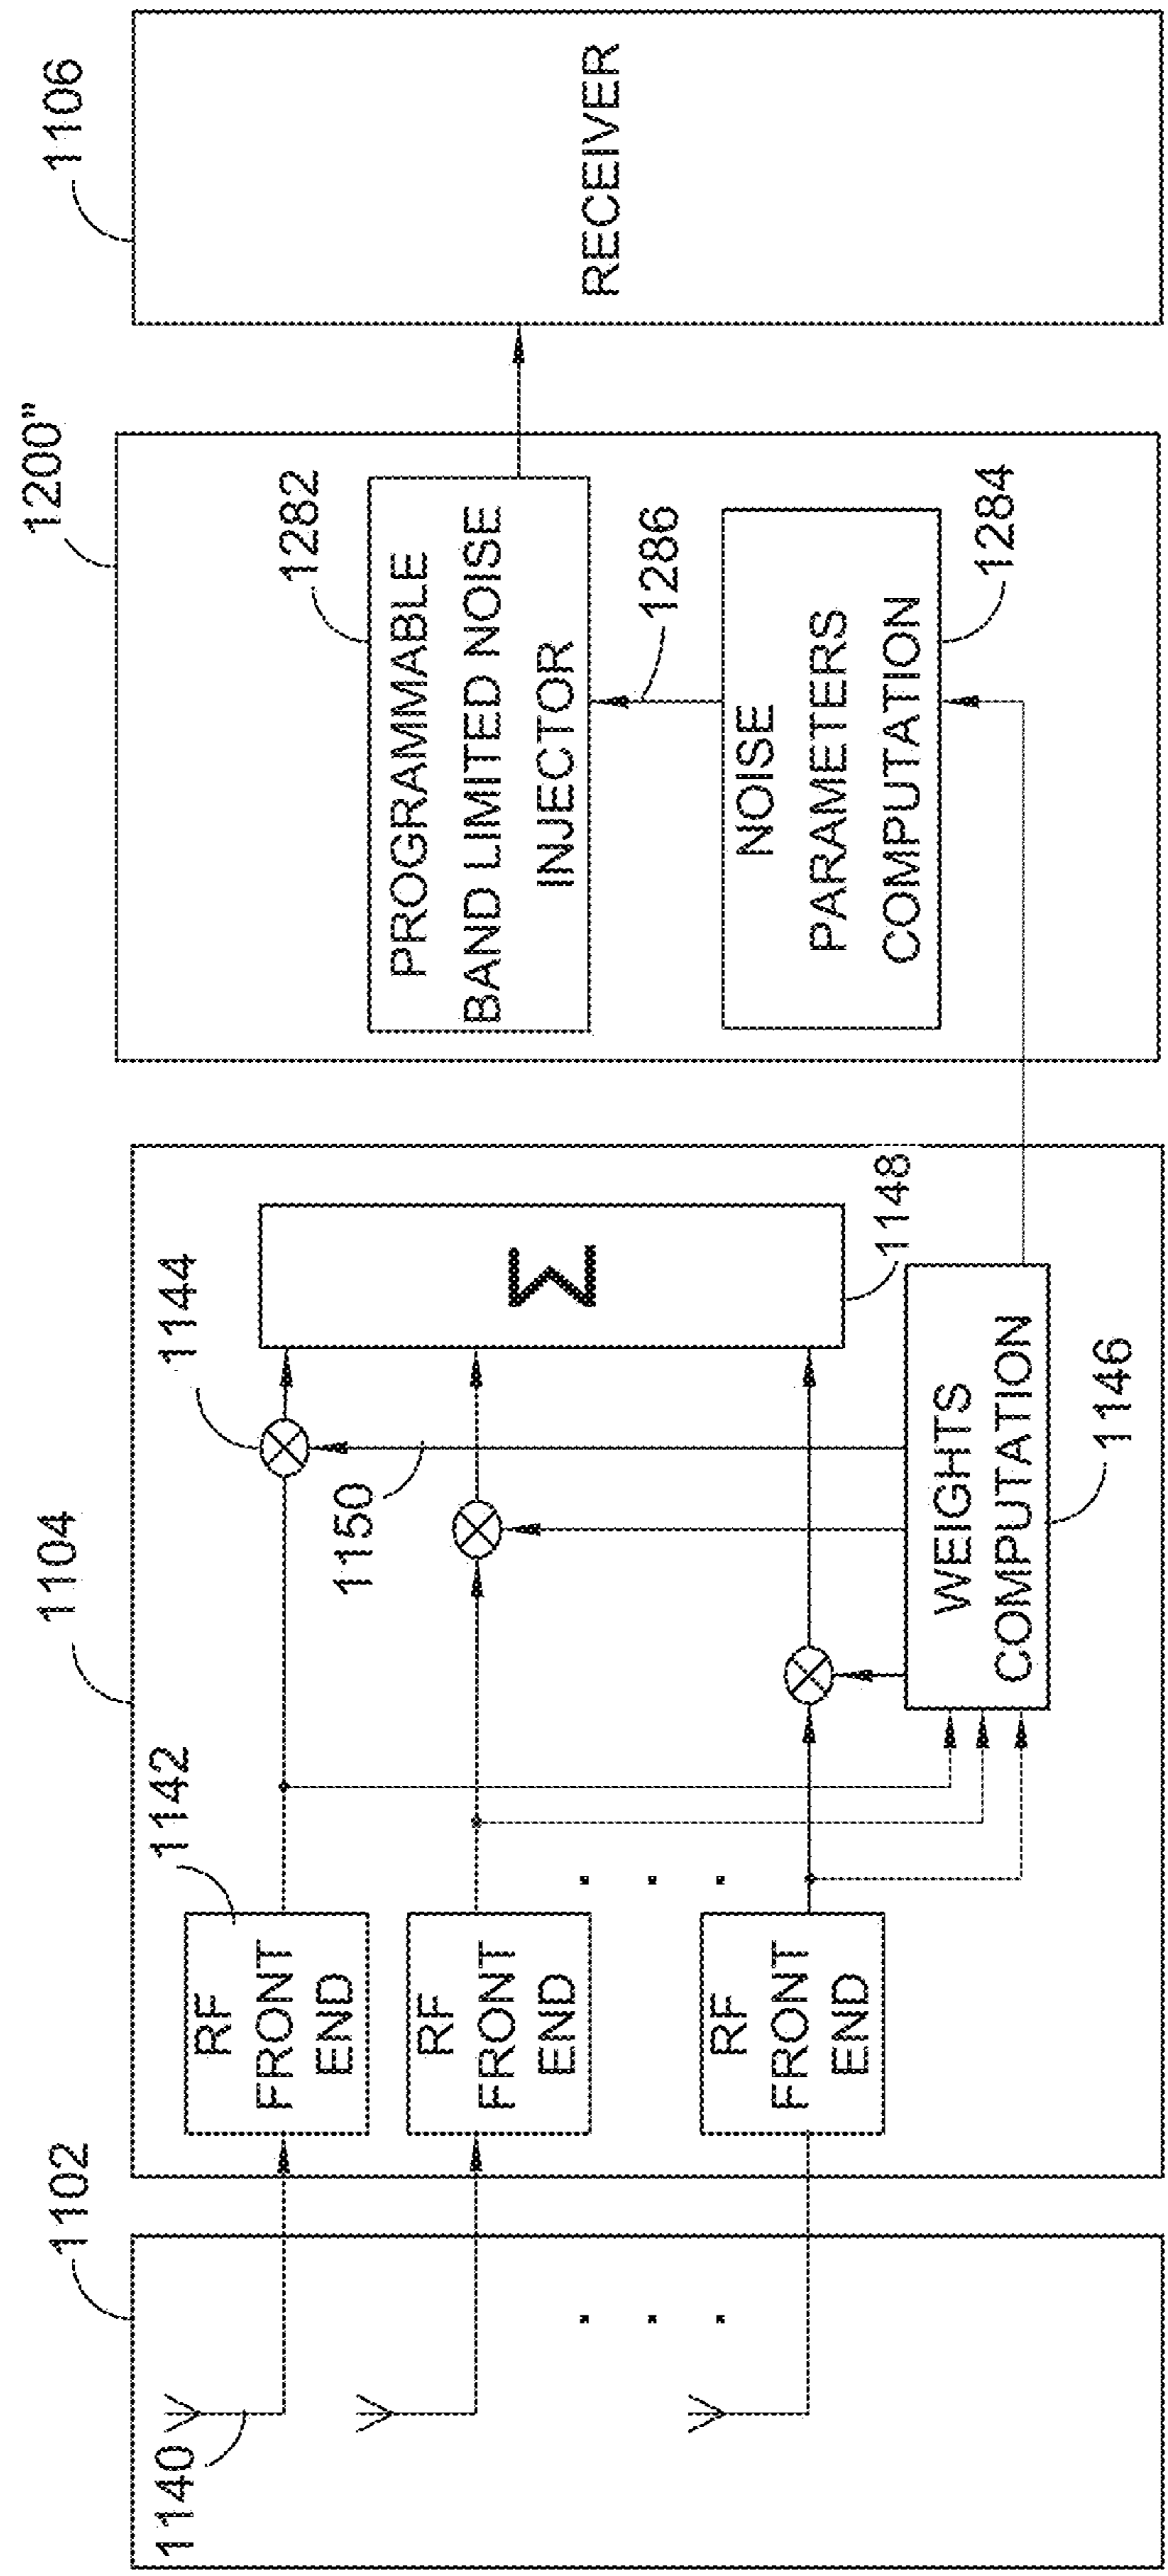 1102
1140
1104
1142
RF
FRONT
END
RF
FRONT
END
RF
FRONT
END
1144
1150
Σ
1148
WEIGHTS
COMPUTATION
1146
1200"
1282
PROGRAMMABLE
BAND LIMITED NOISE
INJECTOR
1286
NOISE
PARAMETERS
COMPUTATION
1284
1106
RECEIVER